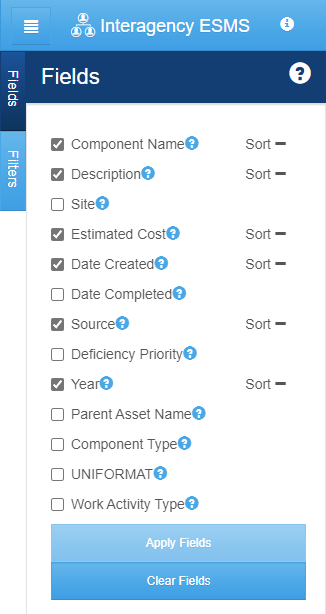 Interagency ESMS
Fields
Fields
Filters
Component Name Sort
Description Sort
Site
Estimated Cost Sort
Date Created Sort
Date Completed
Source Sort
Deficiency Priority
Year Sort
Parent Asset Name
Component Type
UNIFORMAT
Work Activity Type
Apply Fields
Clear Fields